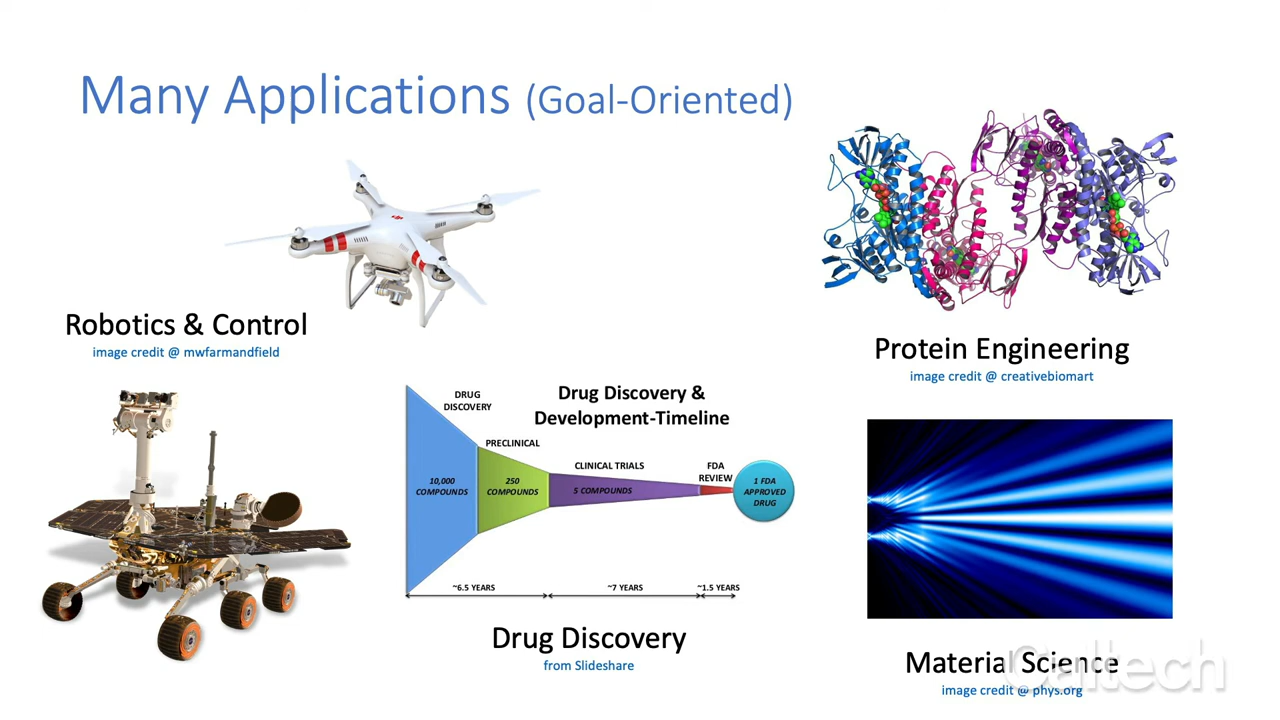 Many Applications (Goal-Oriented)
Robotics & Control
image credit @ mwfarmandfield
Protein Engineering
image credit @ creativebiomart
Drug Discovery &
Development-Timeline
DRUG
DISCOVERY
PRECLINICAL
CLINICAL TRIALS
FDA
REVIEW
10,000
COMPOUNDS
250
COMPOUNDS
5 COMPOUNDS
1 FDA
APPROVED
DRUG
~6.5 YEARS
~7 YEARS
~1.5 YEARS
Drug Discovery
from Slideshare
Material Science
image credit @ phys.org
Caltech